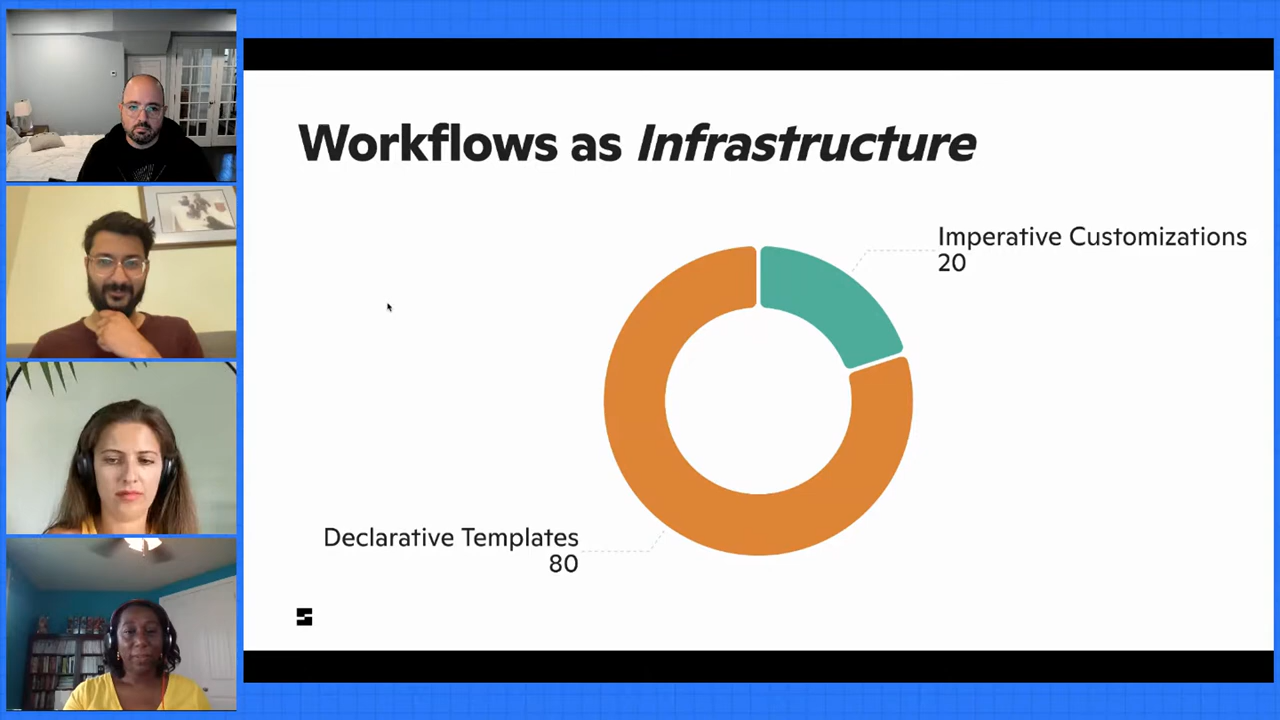 Workflows as Infrastructure
Imperative Customizations
20
Declarative Templates
80